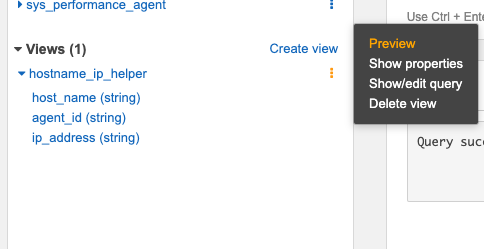 sys_performance_agent
Views (1)
Create view
hostname_ip_helper
host_name (string)
agent_id (string)
ip_address (string)
Use Ctrl + Ente
Preview
Show properties
Show/edit query
Delete view
Query suc